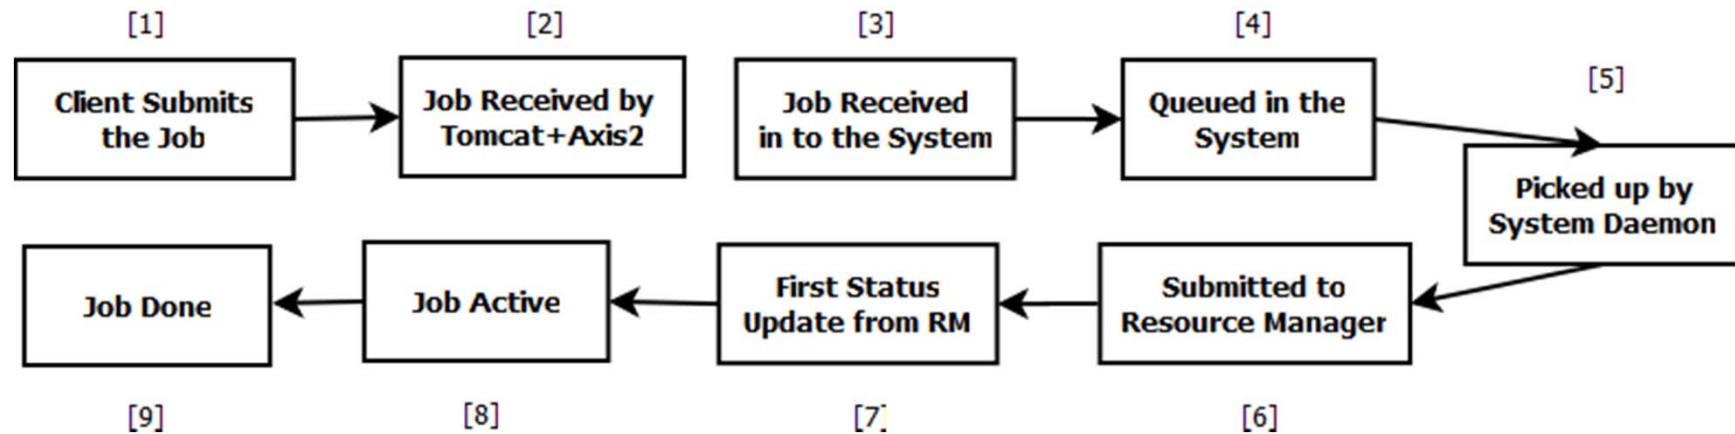 [1]
[2]
[3]
[4]
[5]
Client Submits
the Job
Job Received by
Tomcat+Axis2
Job Received
in to the System
Queued in the
System
Picked up by
System Daemon
Job Done
Job Active
First Status
Update from RM
Submitted to
Resource Manager
[9]
[8]
[7]
[6]